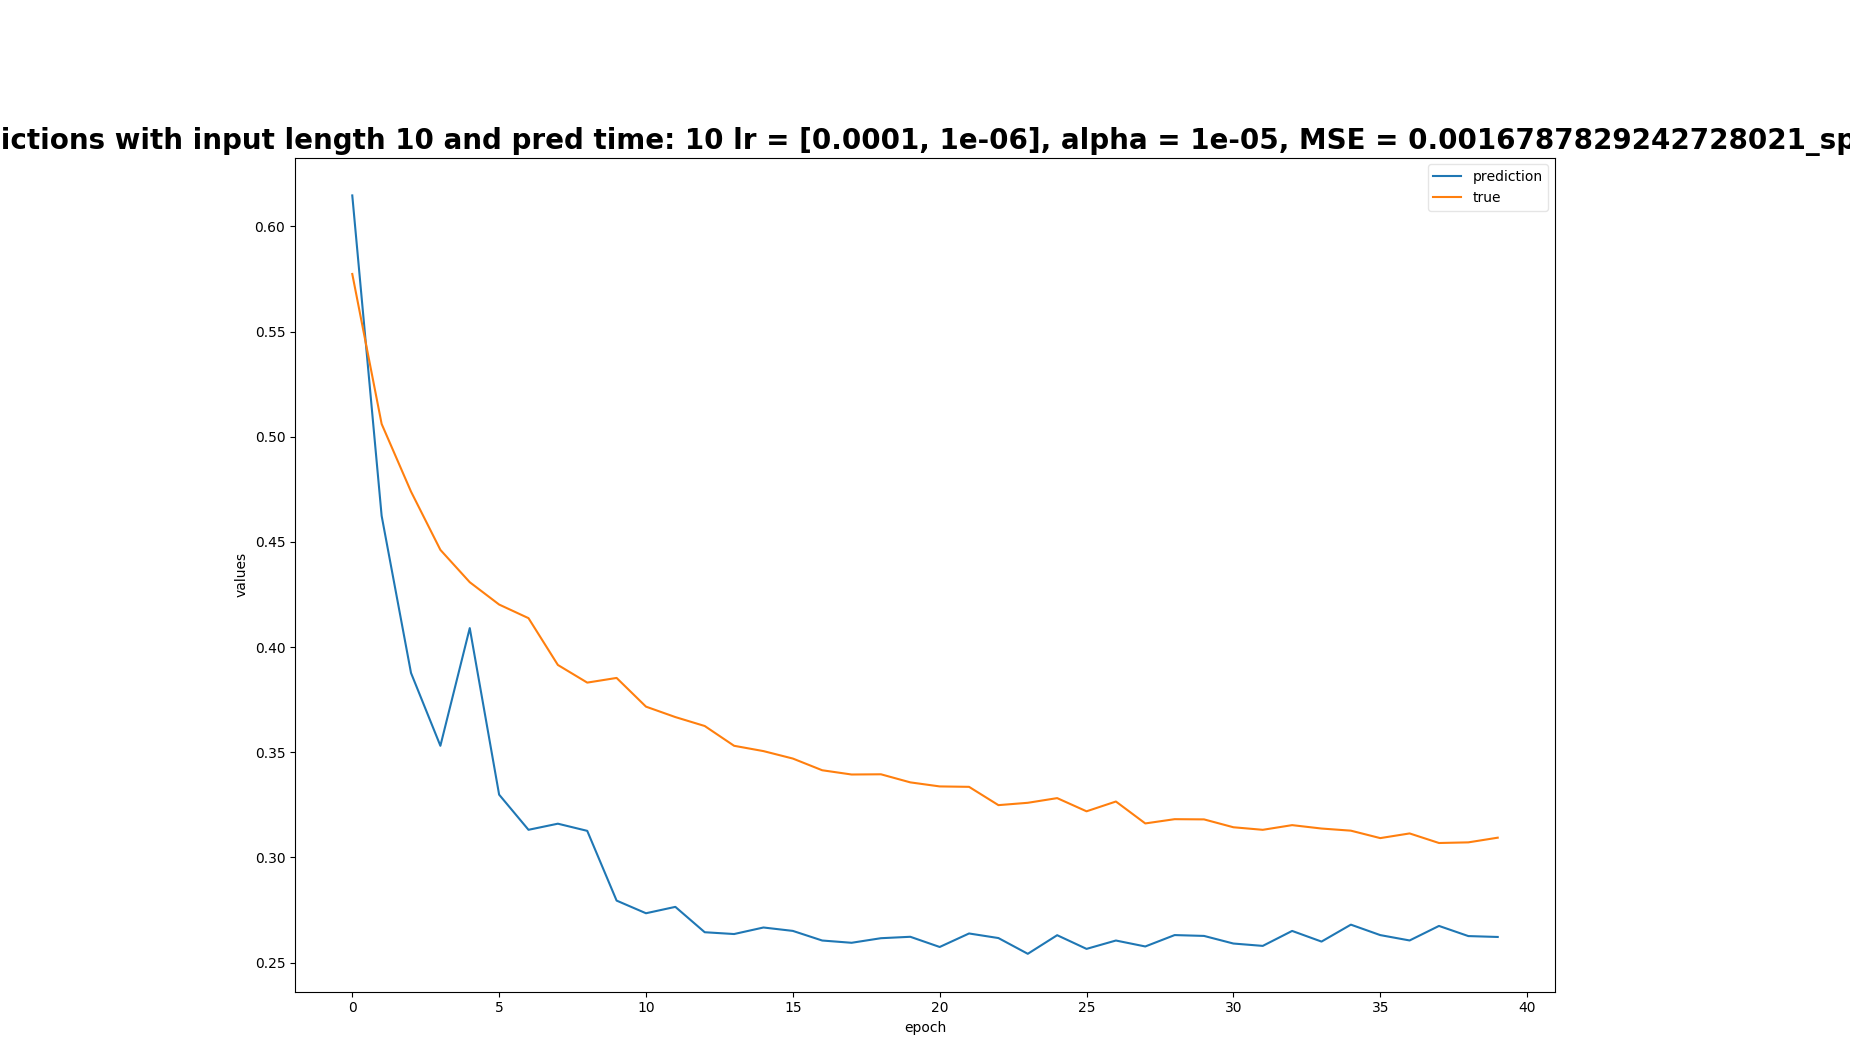 ictions with input length 10 and pred time: 10 lr = [0.0001, 1e-06], alpha = 1e-05, MSE = 0.0016787829242728021_sp
prediction
true
0.60
0.55
0.50
0.45
0.40
0.35
0.30
0.25
values
0 5 10 15 20 25 30 35 40
epoch